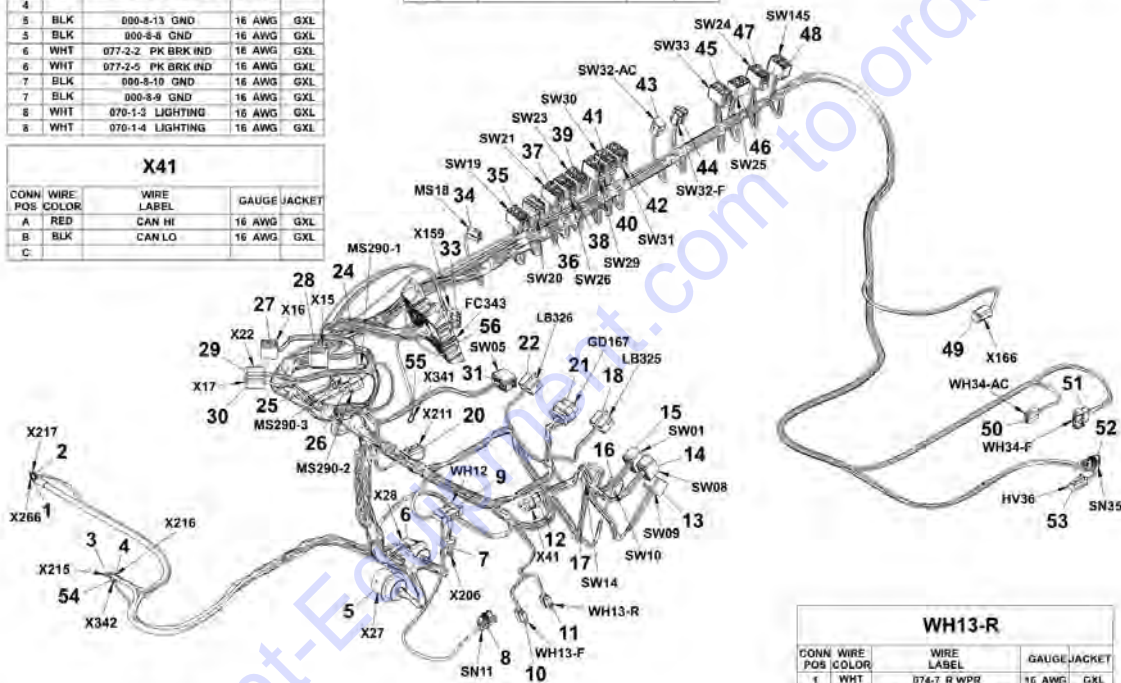 4
5 BLK 000-8-13 GND 16 AWG GXL
5 BLK 000-8-8 GND 16 AWG GXL
6 WHT 077-2-2 PK BRK IND 16 AWG GXL
6 WHT 077-2-5 PK BRK IND 16 AWG GXL
7 BLK 000-8-10 GND 16 AWG GXL
7 BLK 000-8-9 GND 16 AWG GXL
8 WHT 070-1-3 LIGHTING 16 AWG GXL
8 WHT 070-1-4 LIGHTING 16 AWG GXL
X41
CONN POS WIRE COLOR WIRE LABEL GAUGE JACKET
A RED CAN HI 16 AWG GXL
B BLK CAN LO 16 AWG GXL
C
SW145
SW24 47 48
SW33 45
SW32-AC 43
46
SW25
44
SW32-F
SW30 41
SW23 39
SW21 37
SW19 35
MS18 34
X159
33
42
40
SW31
38
SW29
36 SW26
SW20
MS290-1
24
28 X15
27 X16
X22
29
X17
30
25
MS290-3
26
MS290-2
FC343
56
SW05
55
X341
31
22 LB326
GD167
21 18 LB325
X211 20
15
SW01
14
16
SW08
13
SW09
SW10
WH12 9
12
X41
17
SW14
X28
6
7
X206
5
X27
WH13-R
11
WH13-F
10
8
SN11
X217
2
X266 1
X216
3 4
X215
54
X342
49
X166
WH34-AC
51
50
WH34-F
52
HV36
SN35
53
WH13-R
CONN POS WIRE COLOR WIRE LABEL GAUGE JACKET
1 WHT 074-7 R WPR 16 AWG GXL
nt-Equipment.com to orde